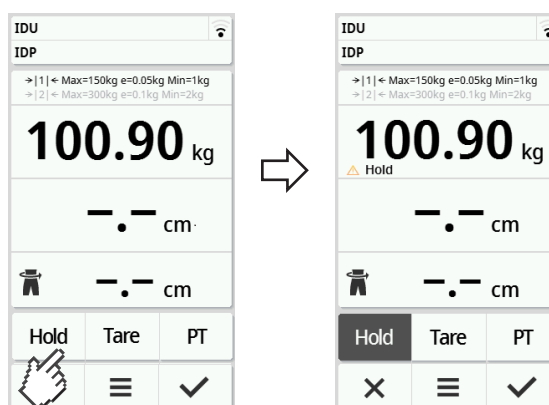 IDU
IDP
→|1|← Max=150kg e=0.05kg Min=1kg
→|2|← Max=300kg e=0.1kg Min=2kg
100.90 kg
-.- cm
-.- cm
Hold Tare PT
IDU
IDP
→|1|← Max=150kg e=0.05kg Min=1kg
→|2|← Max=300kg e=0.1kg Min=2kg
100.90 kg
Hold
-.- cm
-.- cm
Hold Tare PT